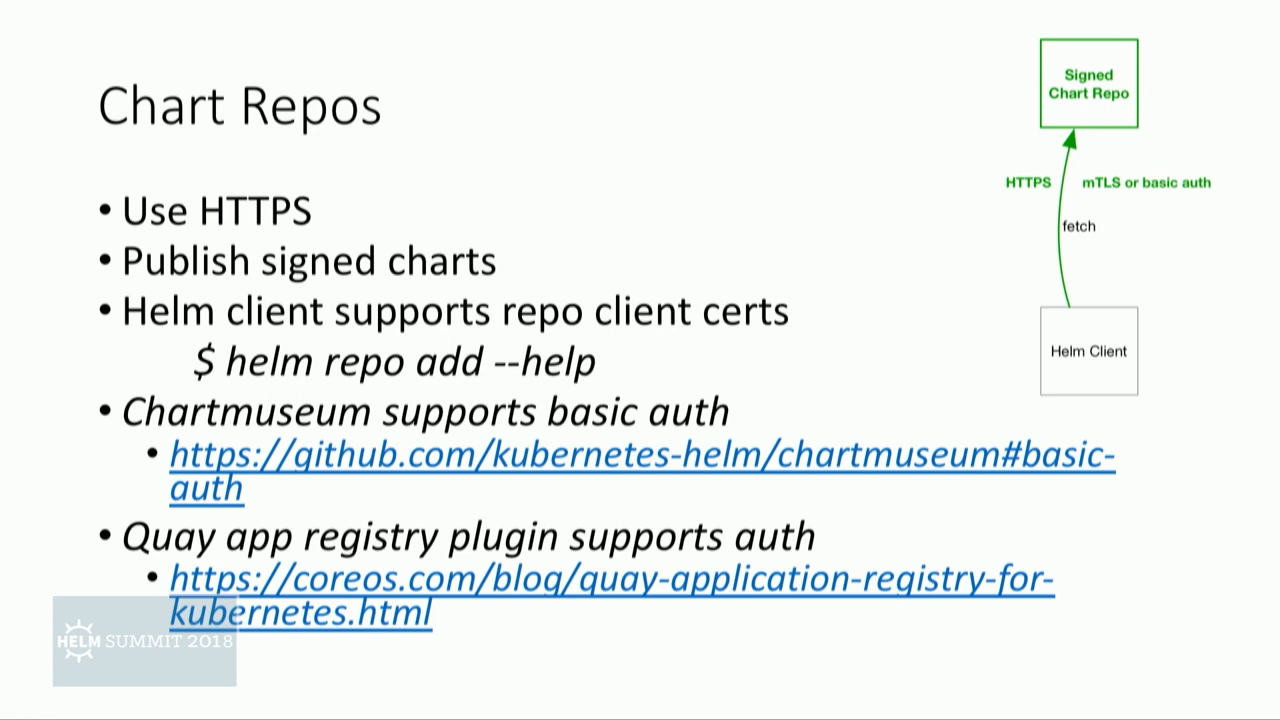 Chart Repos
• Use HTTPS
• Publish signed charts
• Helm client supports repo client certs
$ helm repo add --help
• Chartmuseum supports basic auth
• https://github.com/kubernetes-helm/chartmuseum#basic-
auth
• Quay app registry plugin supports auth
• https://coreos.com/blog/quay-application-registry-for-
kubernetes.html
Signed
Chart Repo
HTTPS
mTLS or basic auth
fetch
Helm Client
HELM SUMMIT 2018